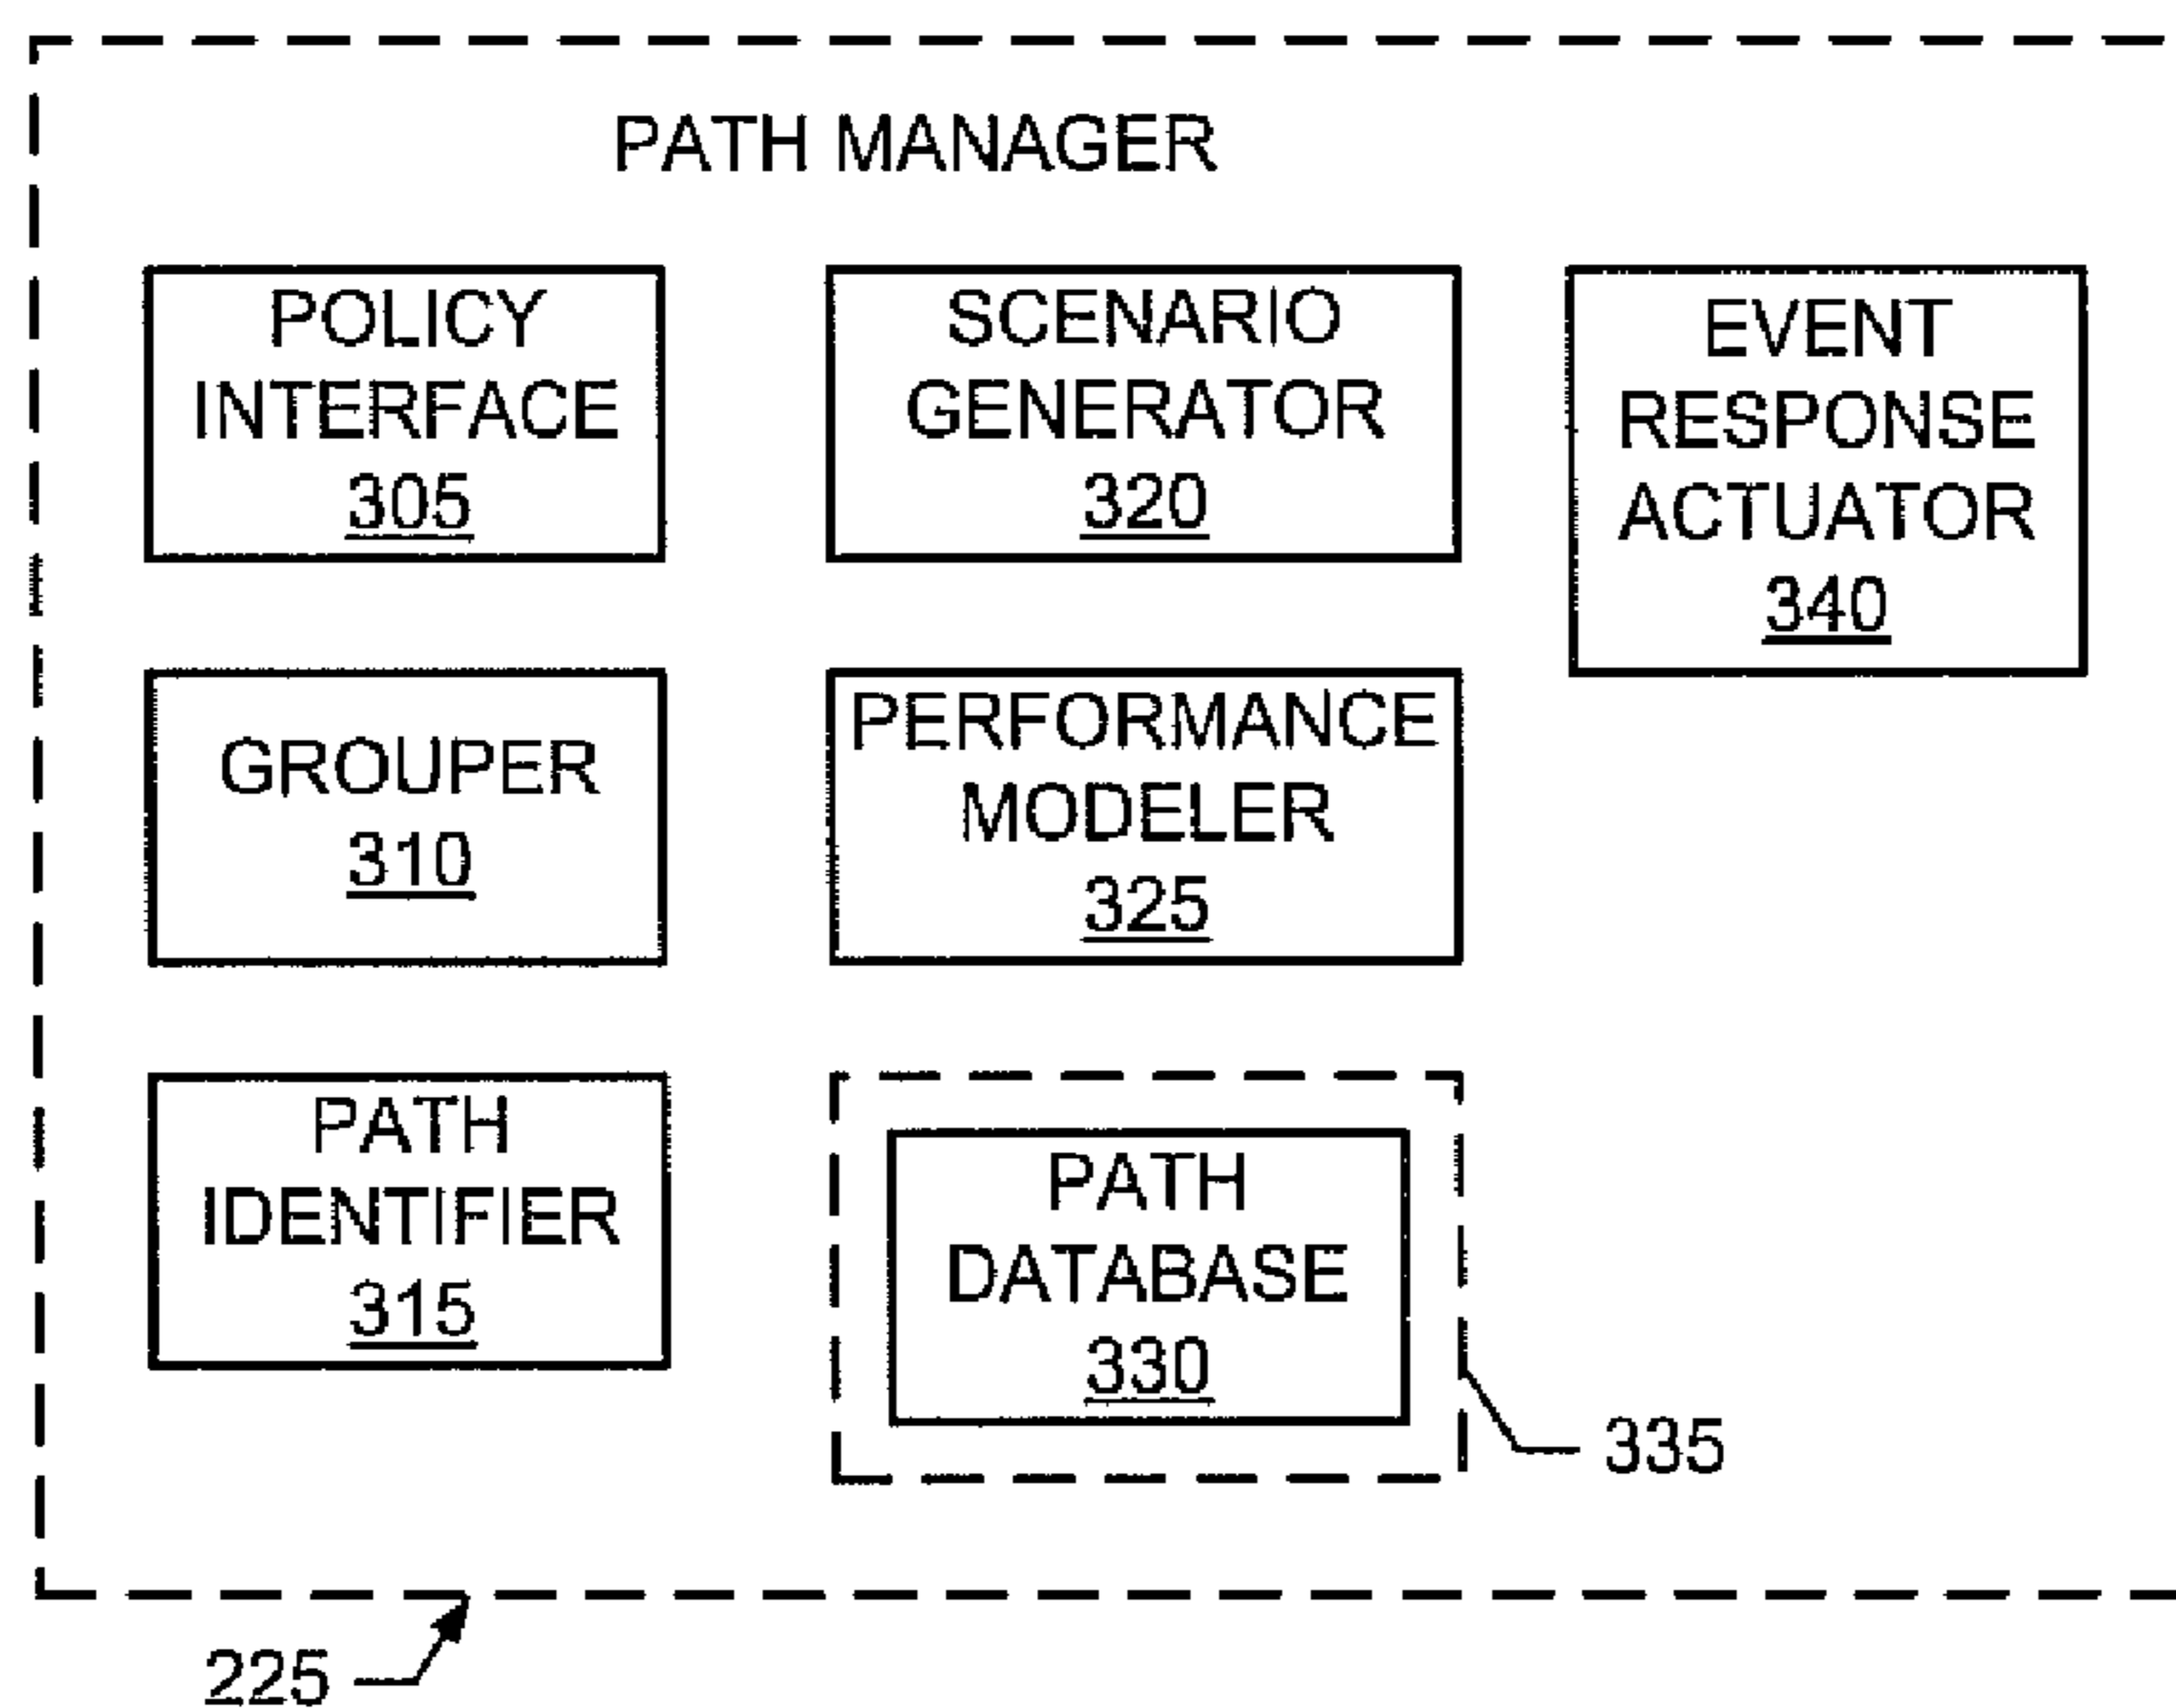 PATH MANAGER
POLICY
INTERFACE
305
SCENARIO
GENERATOR
320
EVENT
RESPONSE
ACTUATOR
340
GROUPER
310
PERFORMANCE
MODELER
325
PATH
IDENTIFIER
315
PATH
DATABASE
330
335
225